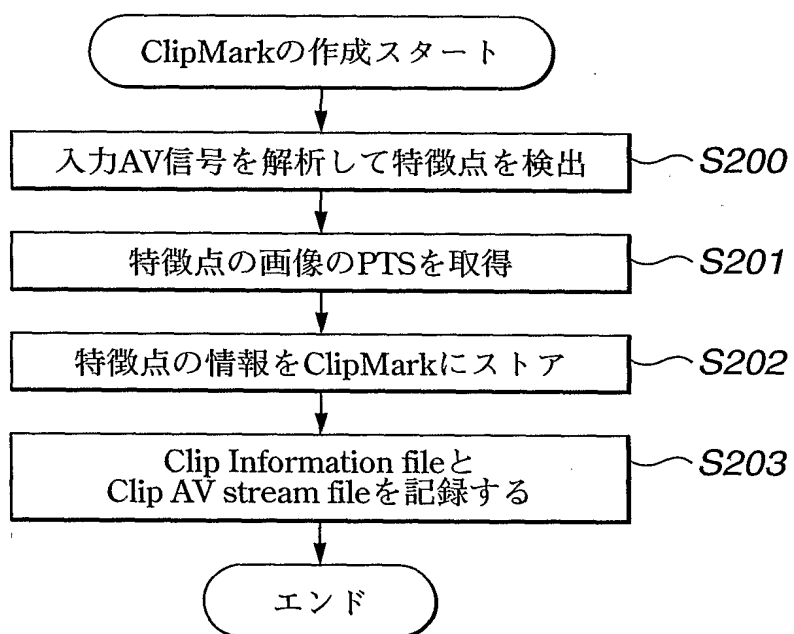 ClipMarkの作成スタート
入力AV信号を解析して特徴点を検出
S200
特徴点の画像のPTSを取得
S201
特徴点の情報をClipMarkにストア
S202
Clip Information fileと
Clip AV stream fileを記録する
S203
エンド